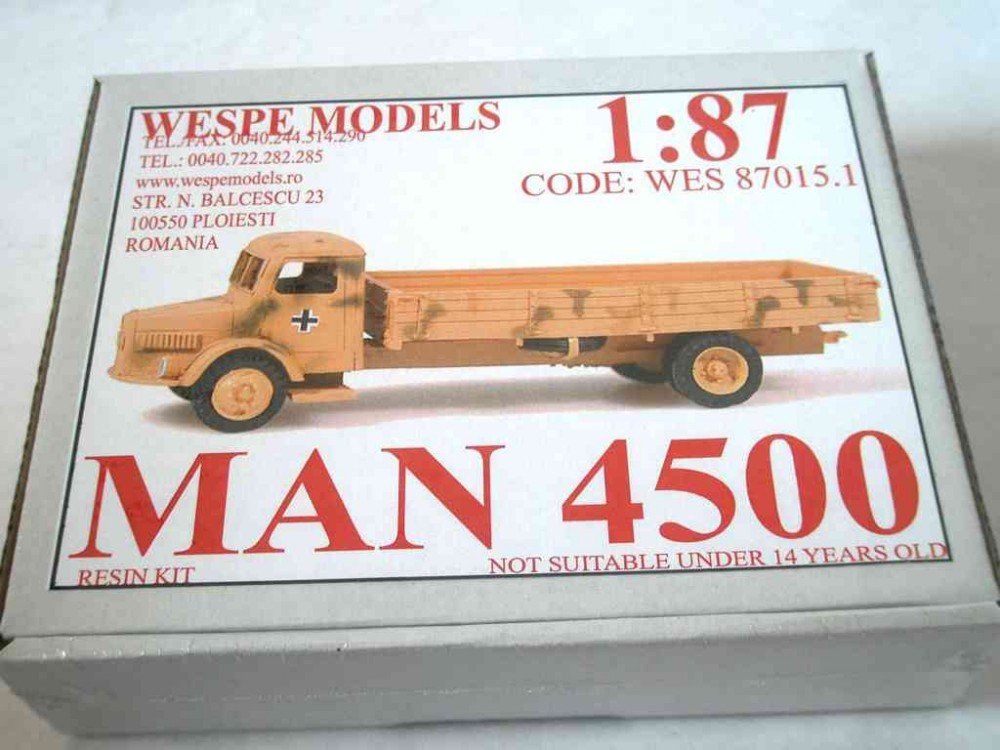 WESPE MODELS
TEL./FAX: 0040.244.514.290
TEL.: 0040.722.282.285
www.wespemodels.ro
STR. N. BALCESCU 23
100550 PLOIESTI
ROMANIA
1:87
CODE: WES 87015.1
MAN 4500
RESIN KIT
NOT SUITABLE UNDER 14 YEARS OLD